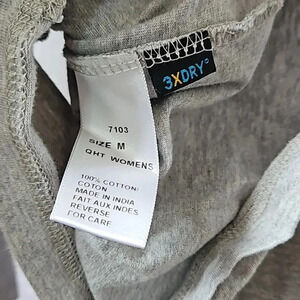 3XDRY®
7103
SIZE M
QHT WOMENS
100% COTTON/
COTON
MADE IN INDIA
FAIT AUX INDES
REVERSE
FOR CARE